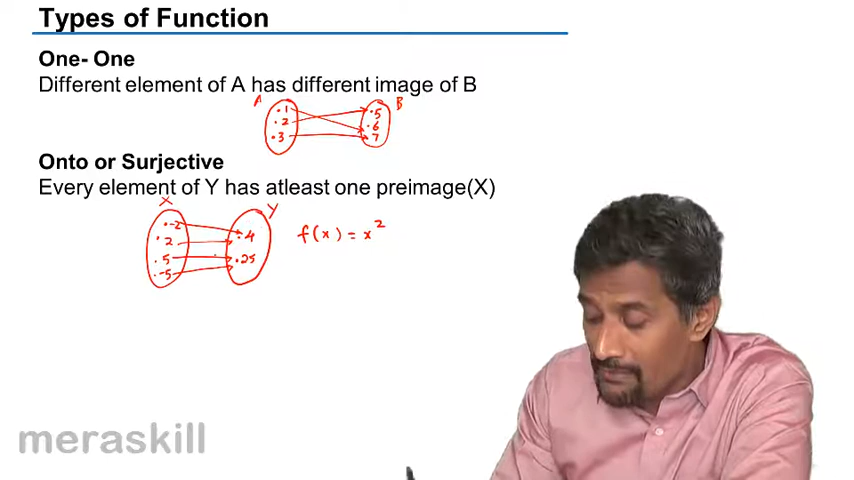 Types of Function
One- One
Different element of A has different image of B
A B
.1 .5
.2 .6
.3 7
Onto or Surjective
Every element of Y has atleast one preimage(X)
X Y
.-2 .4
.2 .25
.5
.-5
f(x) = x²
meraskill